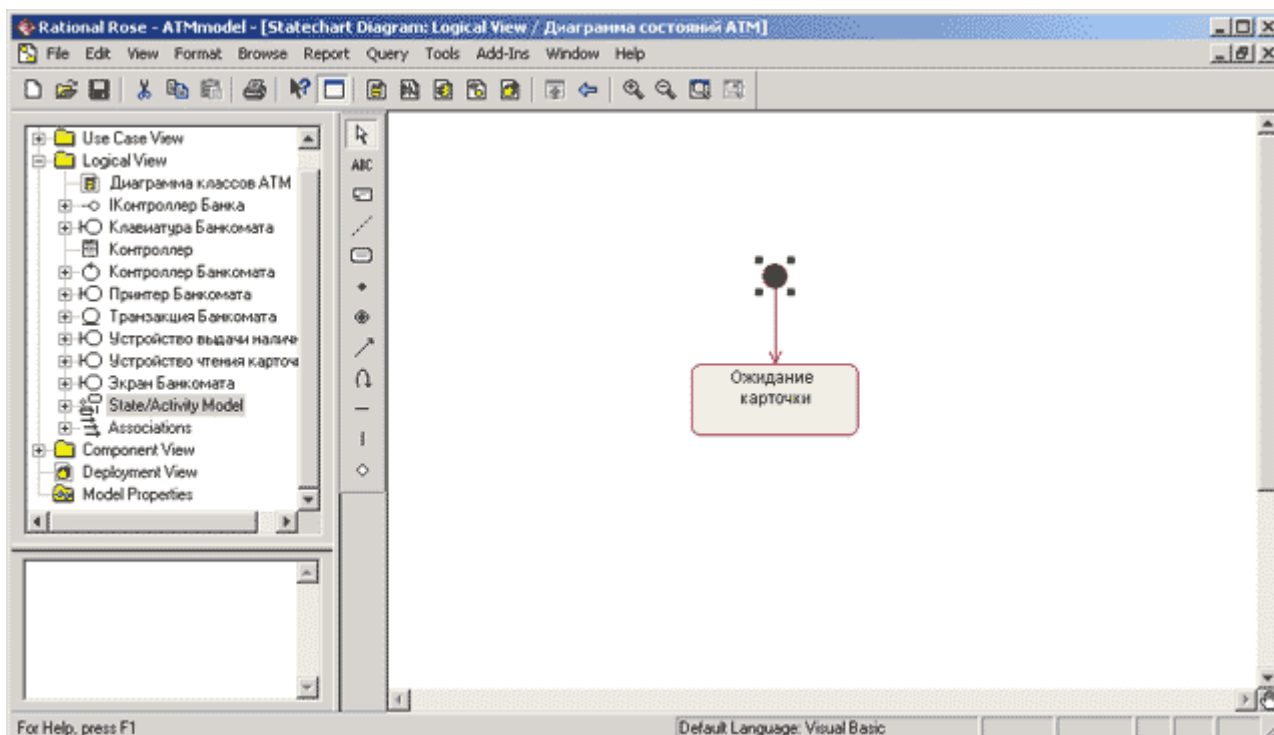 Rational Rose - ATMmodel - [Statechart Diagram: Logical View / Диаграмма состояний ATM]
File Edit View Format Browse Report Query Tools Add-Ins Window Help
Use Case View
Logical View
Диаграмма классов ATM
IКонтроллер Банка
Клавиатура Банкомата
Контроллер
Контроллер Банкомата
Принтер Банкомата
Транзакция Банкомата
Устройство выдачи налич
Устройство чтения карточ
Экран Банкомата
State/Activity Model
Associations
Component View
Deployment View
Model Properties
ABC
Ожидание
карточки
For Help, press F1
Default Language: Visual Basic